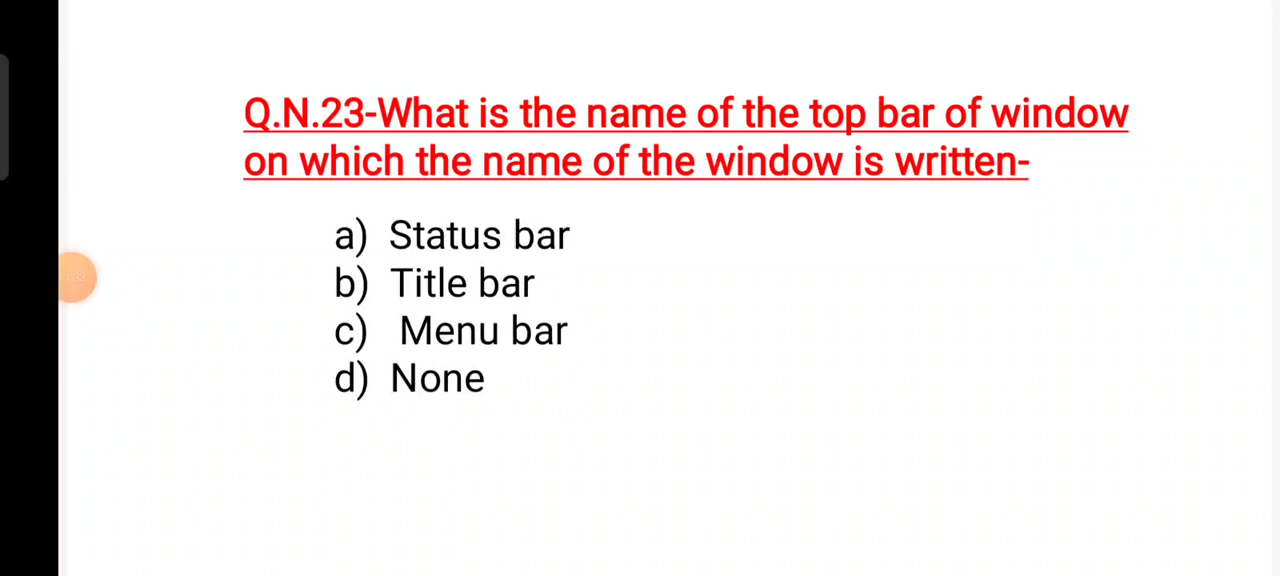 Q.N.23-What is the name of the top bar of window
on which the name of the window is written-
a) Status bar
b) Title bar
c) Menu bar
d) None